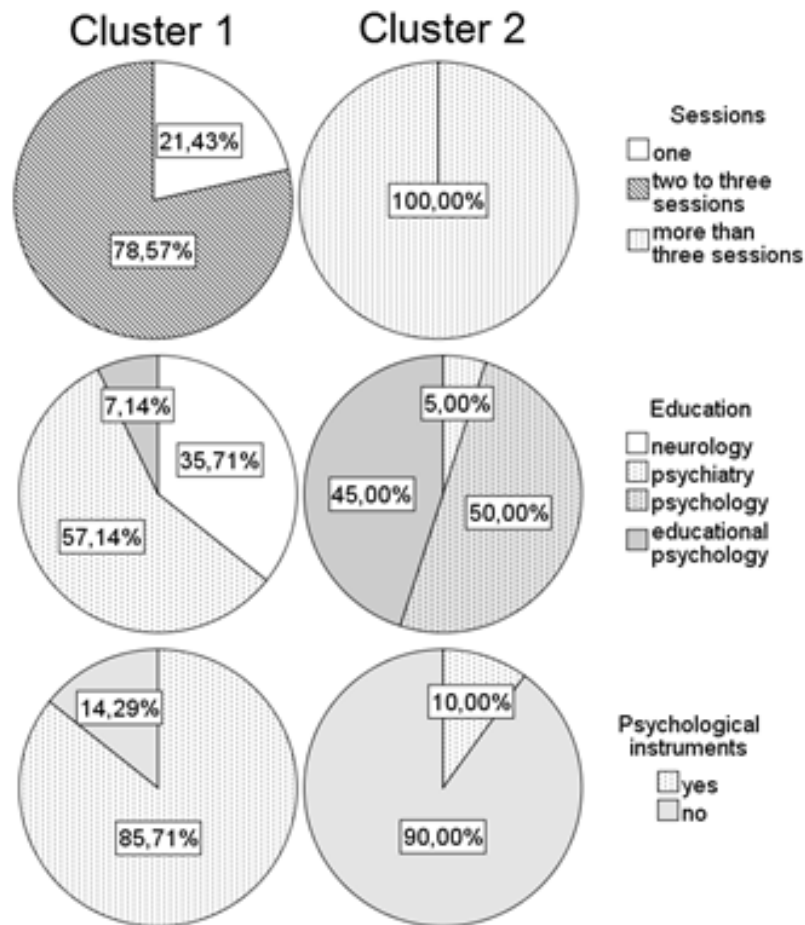 Cluster 1
Cluster 2
21,43%
78,57%
100,00%
Sessions
one
two to three
sessions
more than
three sessions
7,14%
35,71%
57,14%
5,00%
45,00%
50,00%
Education
neurology
psychiatry
psychology
educational
psychology
14,29%
85,71%
10,00%
90,00%
Psychological
instruments
yes
no